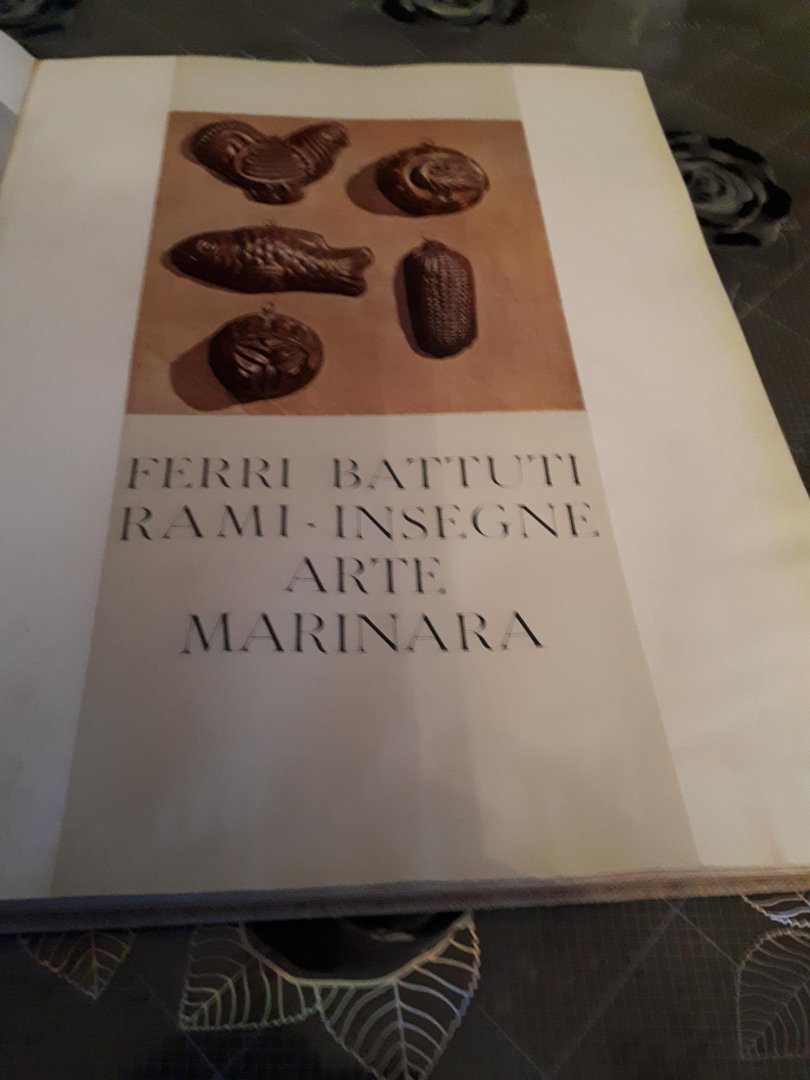 FERRI BATTUTI
RAMI - INSEGNE
ARTE
MARINARA